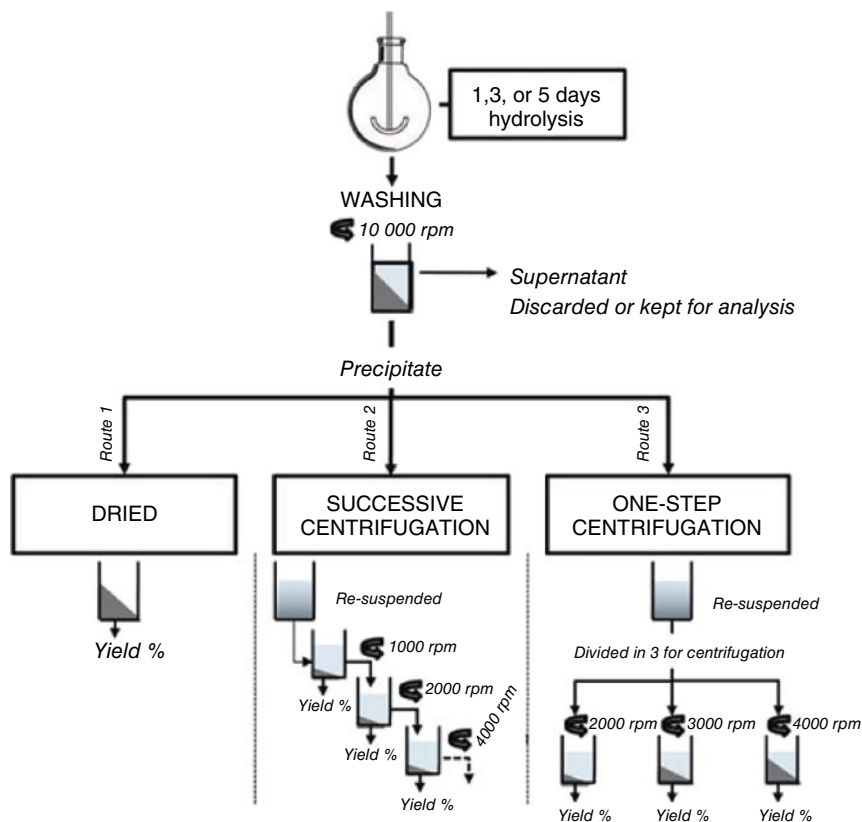 1,3, or 5 days
hydrolysis
WASHING
10 000 rpm
Supernatant
Discarded or kept for analysis
Precipitate
Route 1
Route 2
Route 3
DRIED
SUCCESSIVE
CENTRIFUGATION
ONE-STEP
CENTRIFUGATION
Yield %
Re-suspended
1000 rpm
Yield %
2000 rpm
Yield %
4000 rpm
Yield %
Re-suspended
Divided in 3 for centrifugation
2000 rpm
3000 rpm
4000 rpm
Yield %
Yield %
Yield %